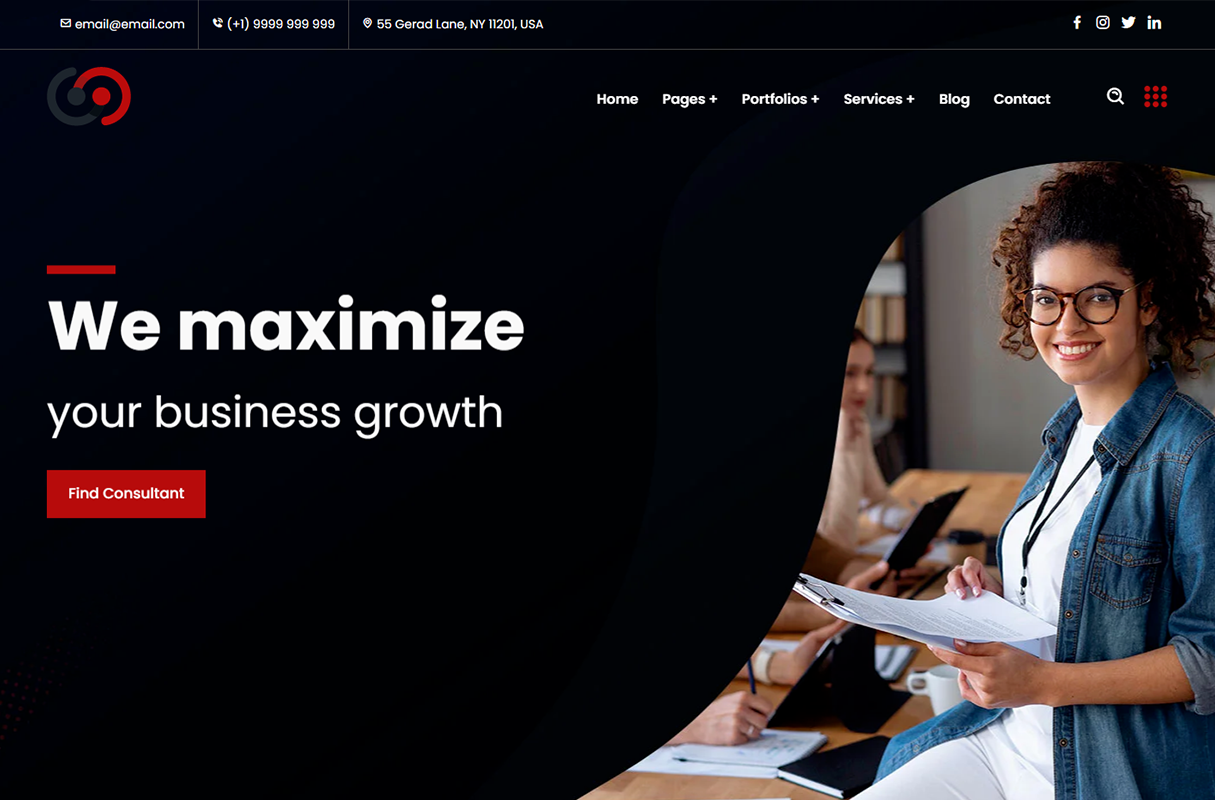 email@email.com
(+1) 9999 999 999
55 Gerad Lane, NY 11201, USA
Home Pages + Portfolios + Services + Blog Contact
We maximize
your business growth
Find Consultant